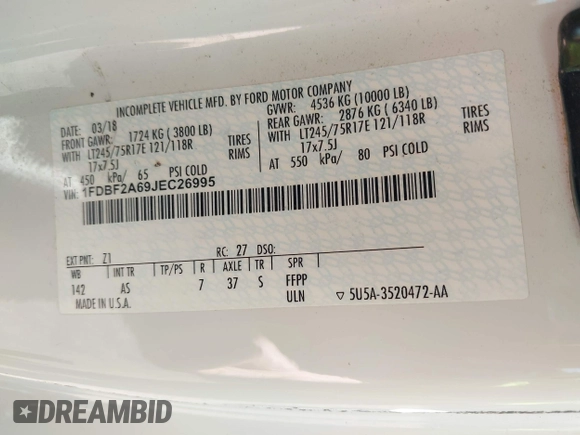 INCOMPLETE VEHICLE MFD. BY FORD MOTOR COMPANY
DATE: 03/18 GVWR: 4536 KG (10000 LB)
FRONT GAWR: 1724 KG (3800 LB) REAR GAWR: 2876 KG (6340 LB)
WITH LT245/75R17E 121/118R TIRES WITH LT245/75R17E 121/118R TIRES
17x7.5J RIMS 17x7.5J RIMS
AT 450 kPa/ 65 PSI COLD AT 550 kPa/ 80 PSI COLD
VIN: 1FDBF2A69JEC26995
EXT PNT: Z1 RC: 27 DSO:
WB INT TR TP/PS R AXLE TR SPR
142 AS 7 37 S FFPP
MADE IN U.S.A. ULN ▽ 5U5A-3520472-AA
DREAMBID